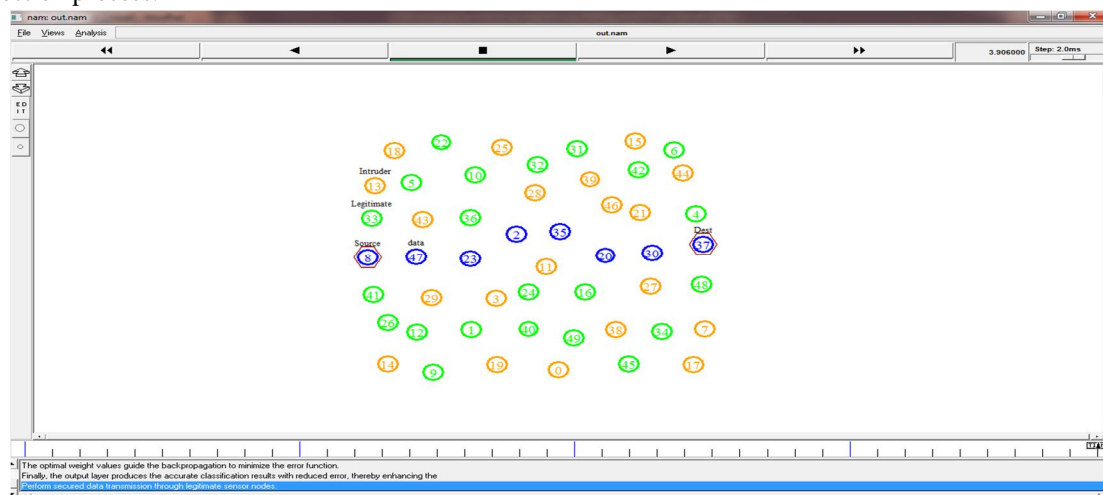 nam: out.nam
File Views Analysis out.nam
3.906000 Step: 2.0ms
E D
I T
18 22 25 31 15 6
Intruder
13 5 10 32 28 39 42 44
Legitimate
33 43 36 46 21 4
Source data Dest
8 47 23 2 35 20 30 37
11
41 29 3 24 16 27 48
26 12 1 40 49 38 34 7
14 9 19 0 45 17
The optimal weight values guide the backpropagation to minimize the error function.
Finally, the output layer produces the accurate classification results with reduced error, thereby enhancing the
Perform secured data transmission through legitimate sensor nodes.